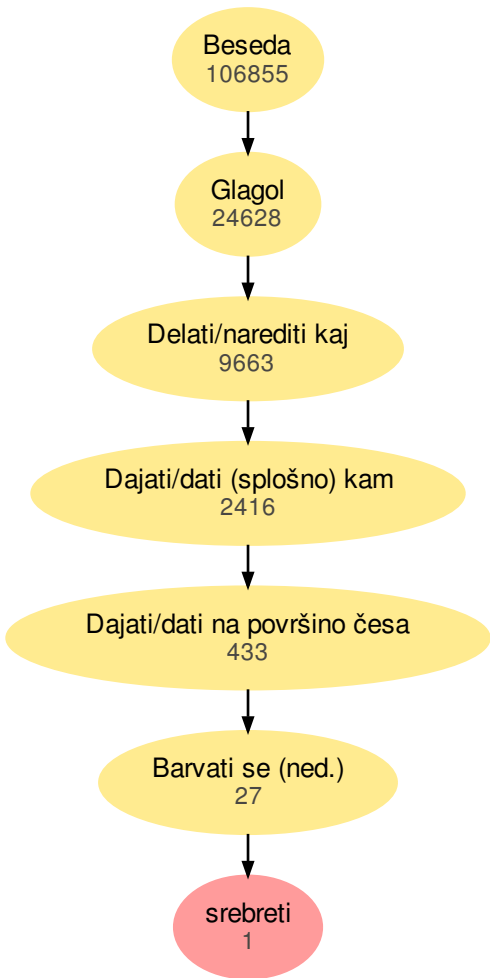 Beseda
106855
Glagol
24628
Delati/narediti kaj
9663
Dajati/dati (splošno) kam
2416
Dajati/dati na površino česa
433
Barvati se (ned.)
27
srebreti
1